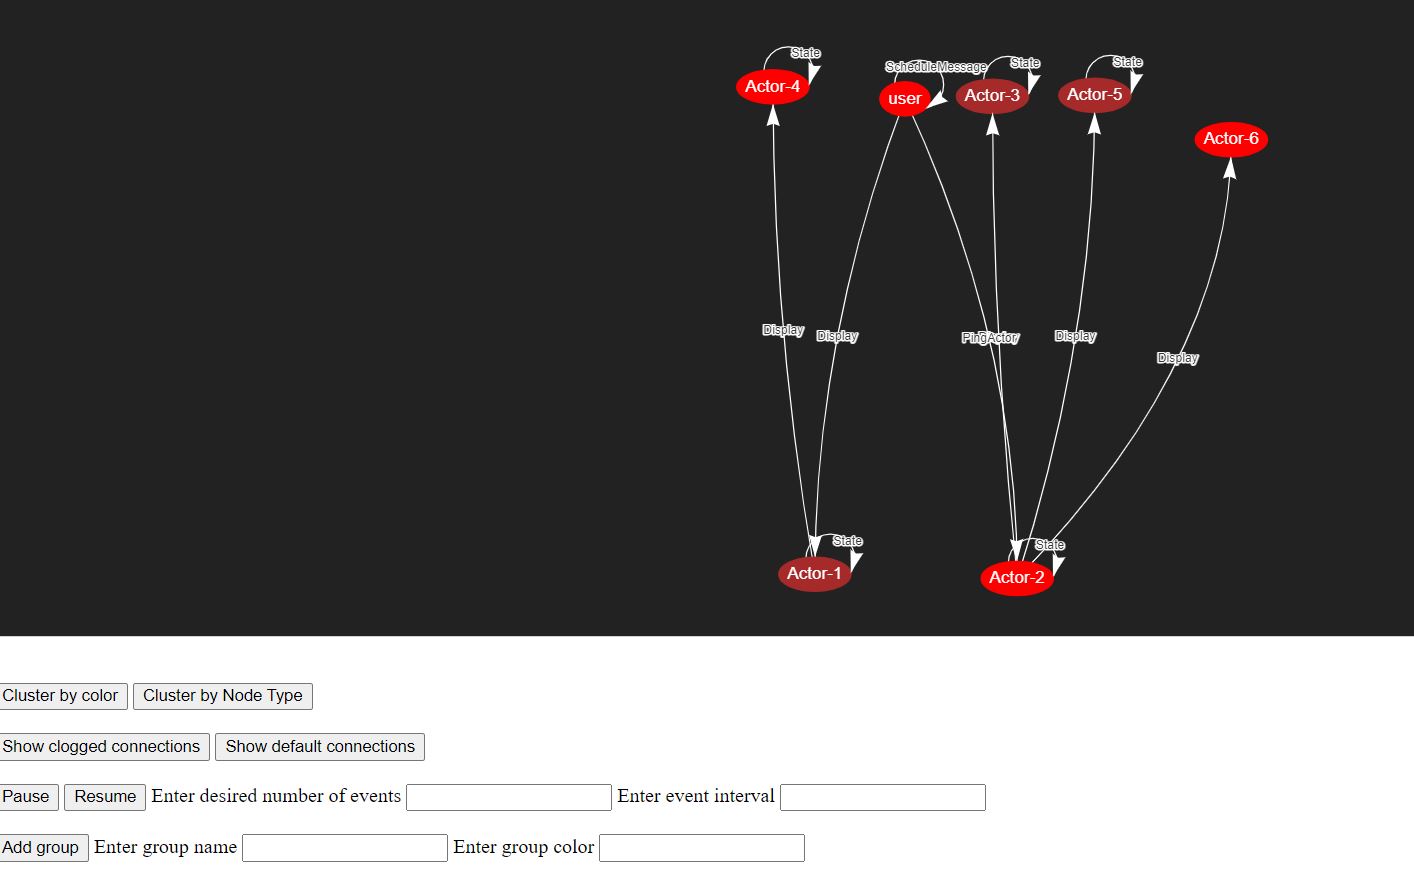 State
ScheduleMessage
State
State
Actor-4
user
Actor-3
Actor-5
Actor-6
Display
Display
PingActor
Display
Display
State
State
Actor-1
Actor-2
Cluster by color Cluster by Node Type
Show clogged connections Show default connections
Pause Resume Enter desired number of events Enter event interval
Add group Enter group name Enter group color